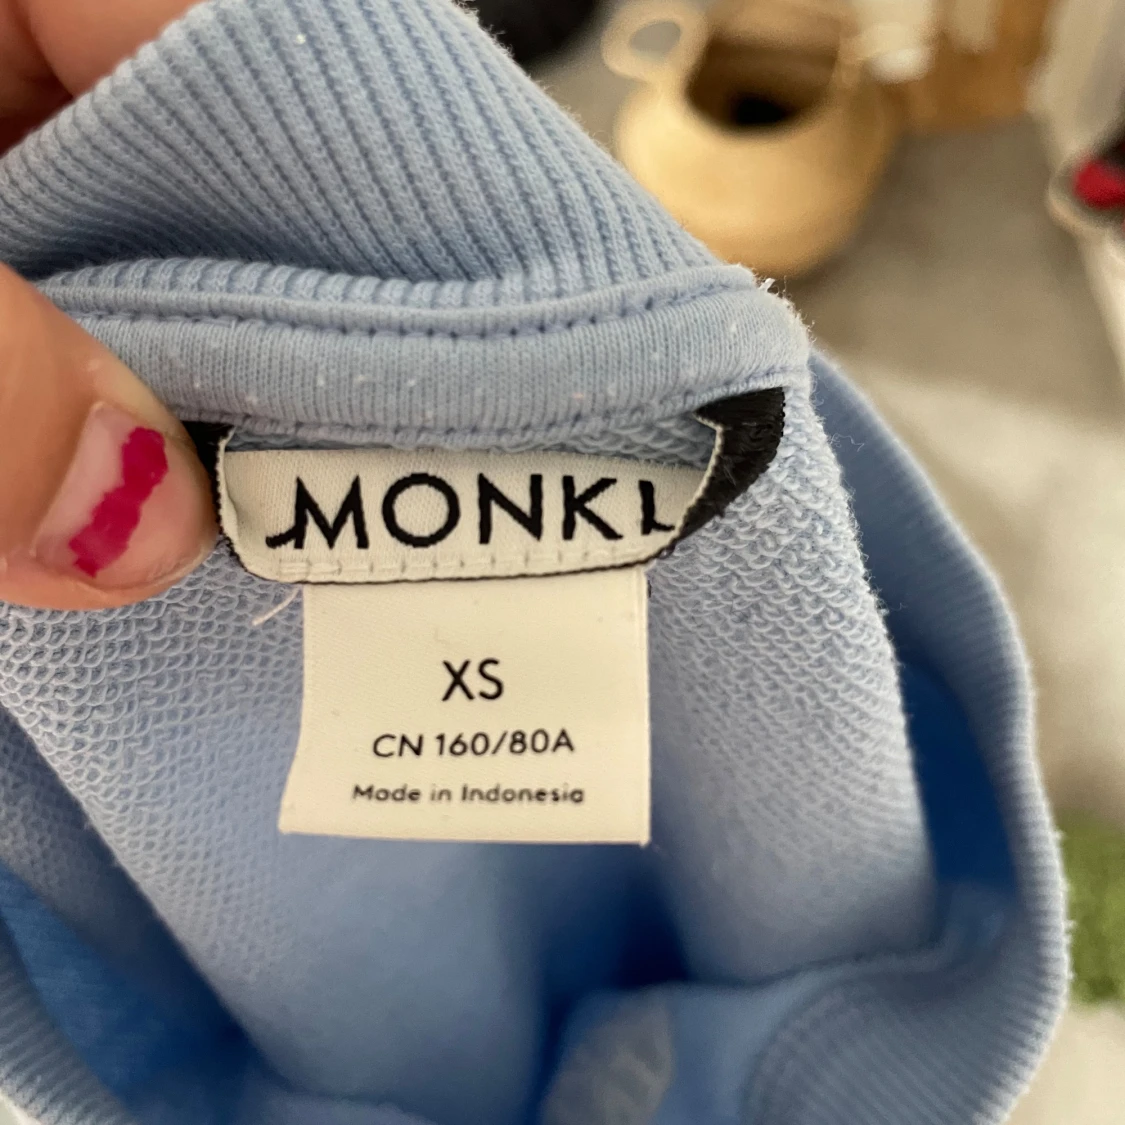 MONKI
XS
CN 160/80A
Made in Indonesia